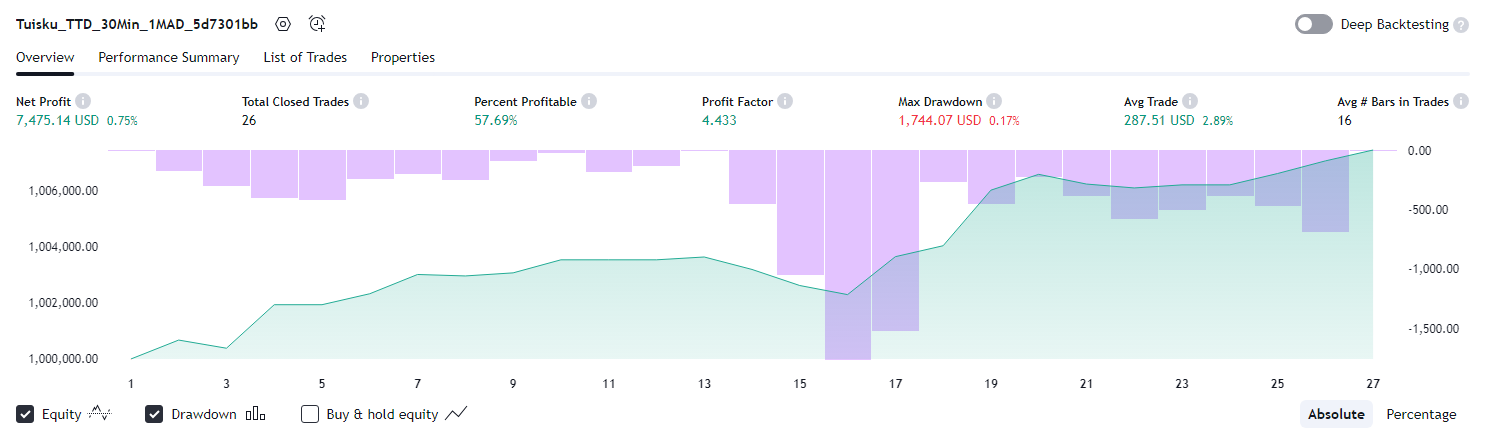 Tuisku_TTD_30Min_1MAD_5d7301bb Deep Backtesting ?
Overview Performance Summary List of Trades Properties
Net Profit i Total Closed Trades i Percent Profitable i Profit Factor i Max Drawdown i Avg Trade i Avg # Bars in Trades i
7,475.14 USD 0.75% 26 57.69% 4.433 1,744.07 USD 0.17% 287.51 USD 2.89% 16
0.00
1,006,000.00
-500.00
1,004,000.00
-1,000.00
1,002,000.00
-1,500.00
1,000,000.00
1 3 5 7 9 11 13 15 17 19 21 23 25 27
Equity Drawdown Buy & hold equity Absolute Percentage